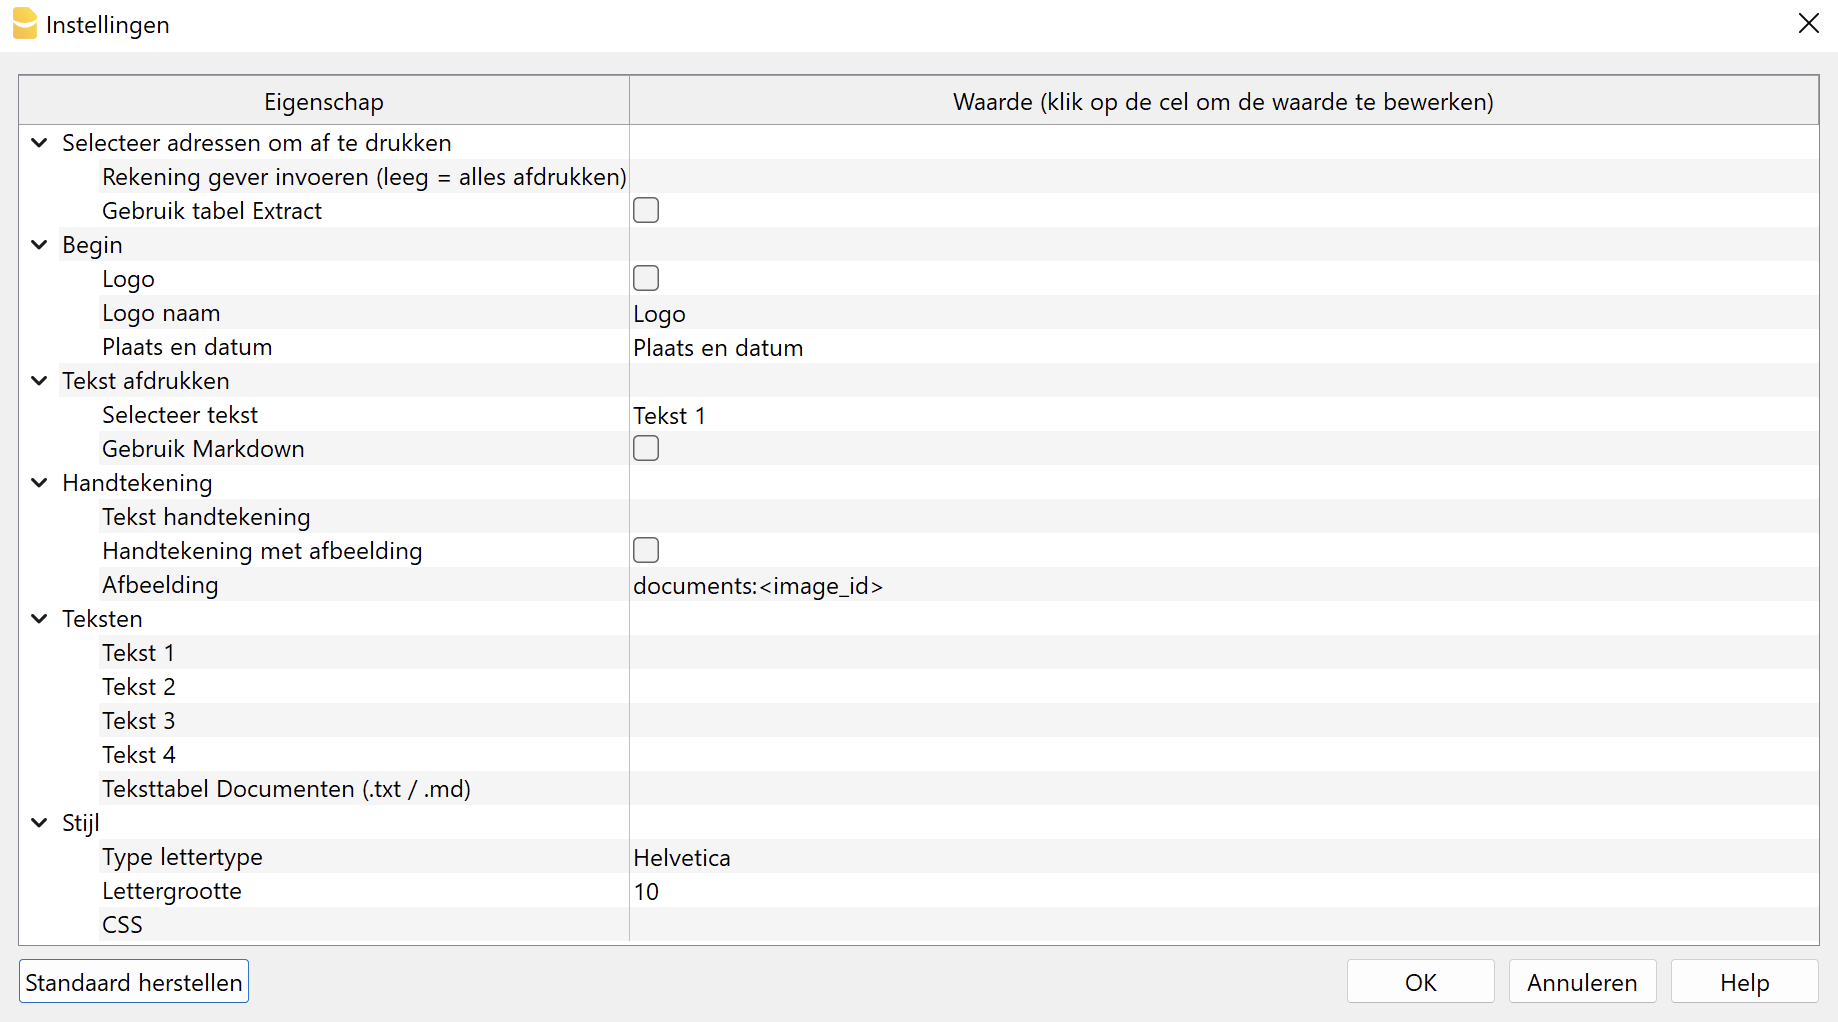 Instellingen
Eigenschap Waarde (klik op de cel om de waarde te bewerken)
Selecteer adressen om af te drukken
Rekening gever invoeren (leeg = alles afdrukken)
Gebruik tabel Extract
Begin
Logo
Logo naam Logo
Plaats en datum Plaats en datum
Tekst afdrukken
Selecteer tekst Tekst 1
Gebruik Markdown
Handtekening
Tekst handtekening
Handtekening met afbeelding
Afbeelding documents:<image_id>
Teksten
Tekst 1
Tekst 2
Tekst 3
Tekst 4
Teksttabel Documenten (.txt / .md)
Stijl
Type lettertype Helvetica
Lettergrootte 10
CSS
Standaard herstellen OK Annuleren Help